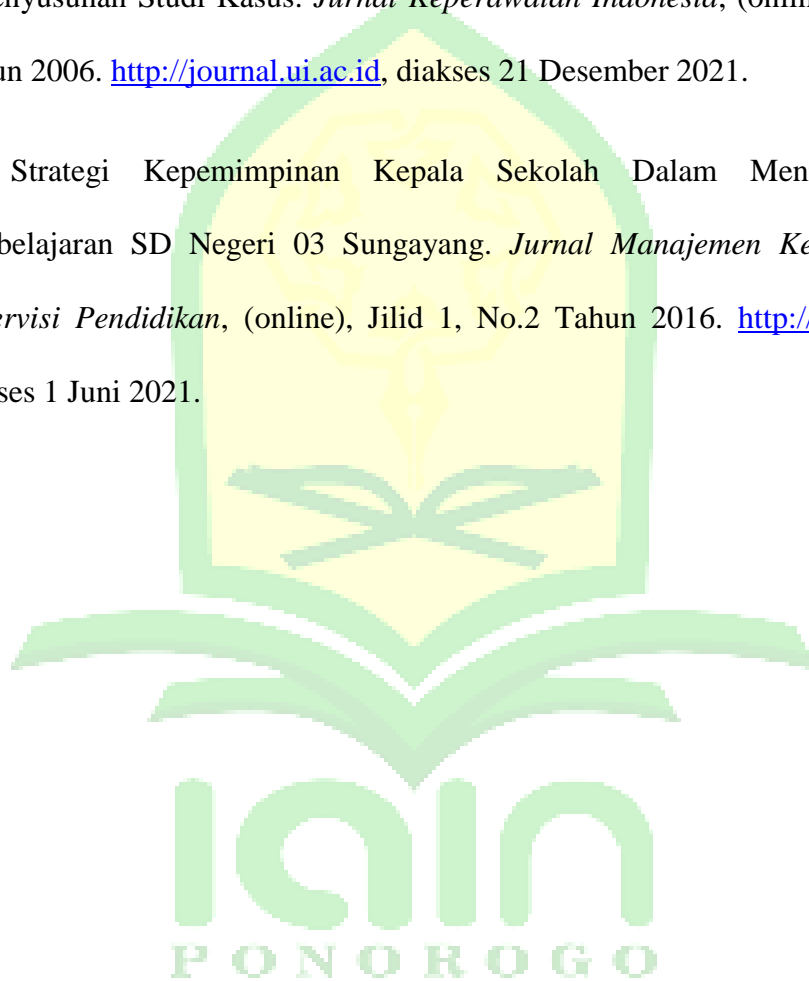 enyusunan Studi Kasus. Jurnal Keperawatan Indonesia, (onlin
un 2006. http://journal.ui.ac.id, diakses 21 Desember 2021.
Strategi Kepemimpinan Kepala Sekolah Dalam Men
belajaran SD Negeri 03 Sungayang. Jurnal Manajemen Ke
ervisi Pendidikan, (online), Jilid 1, No.2 Tahun 2016. http://
ses 1 Juni 2021.
iain
PONOROGO